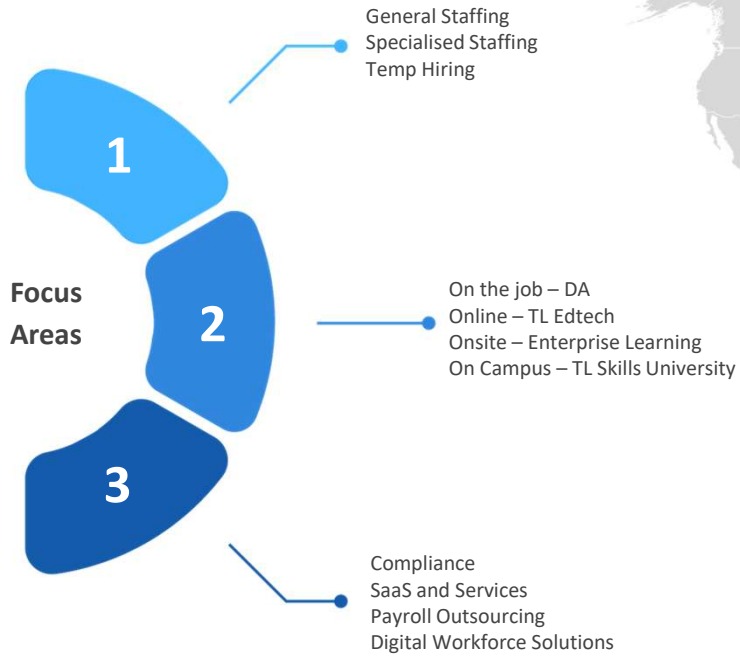 General Staffing
Specialised Staffing
Temp Hiring
1
Focus
Areas
2
On the job – DA
Online – TL Edtech
Onsite – Enterprise Learning
On Campus – TL Skills University
3
Compliance
SaaS and Services
Payroll Outsourcing
Digital Workforce Solutions